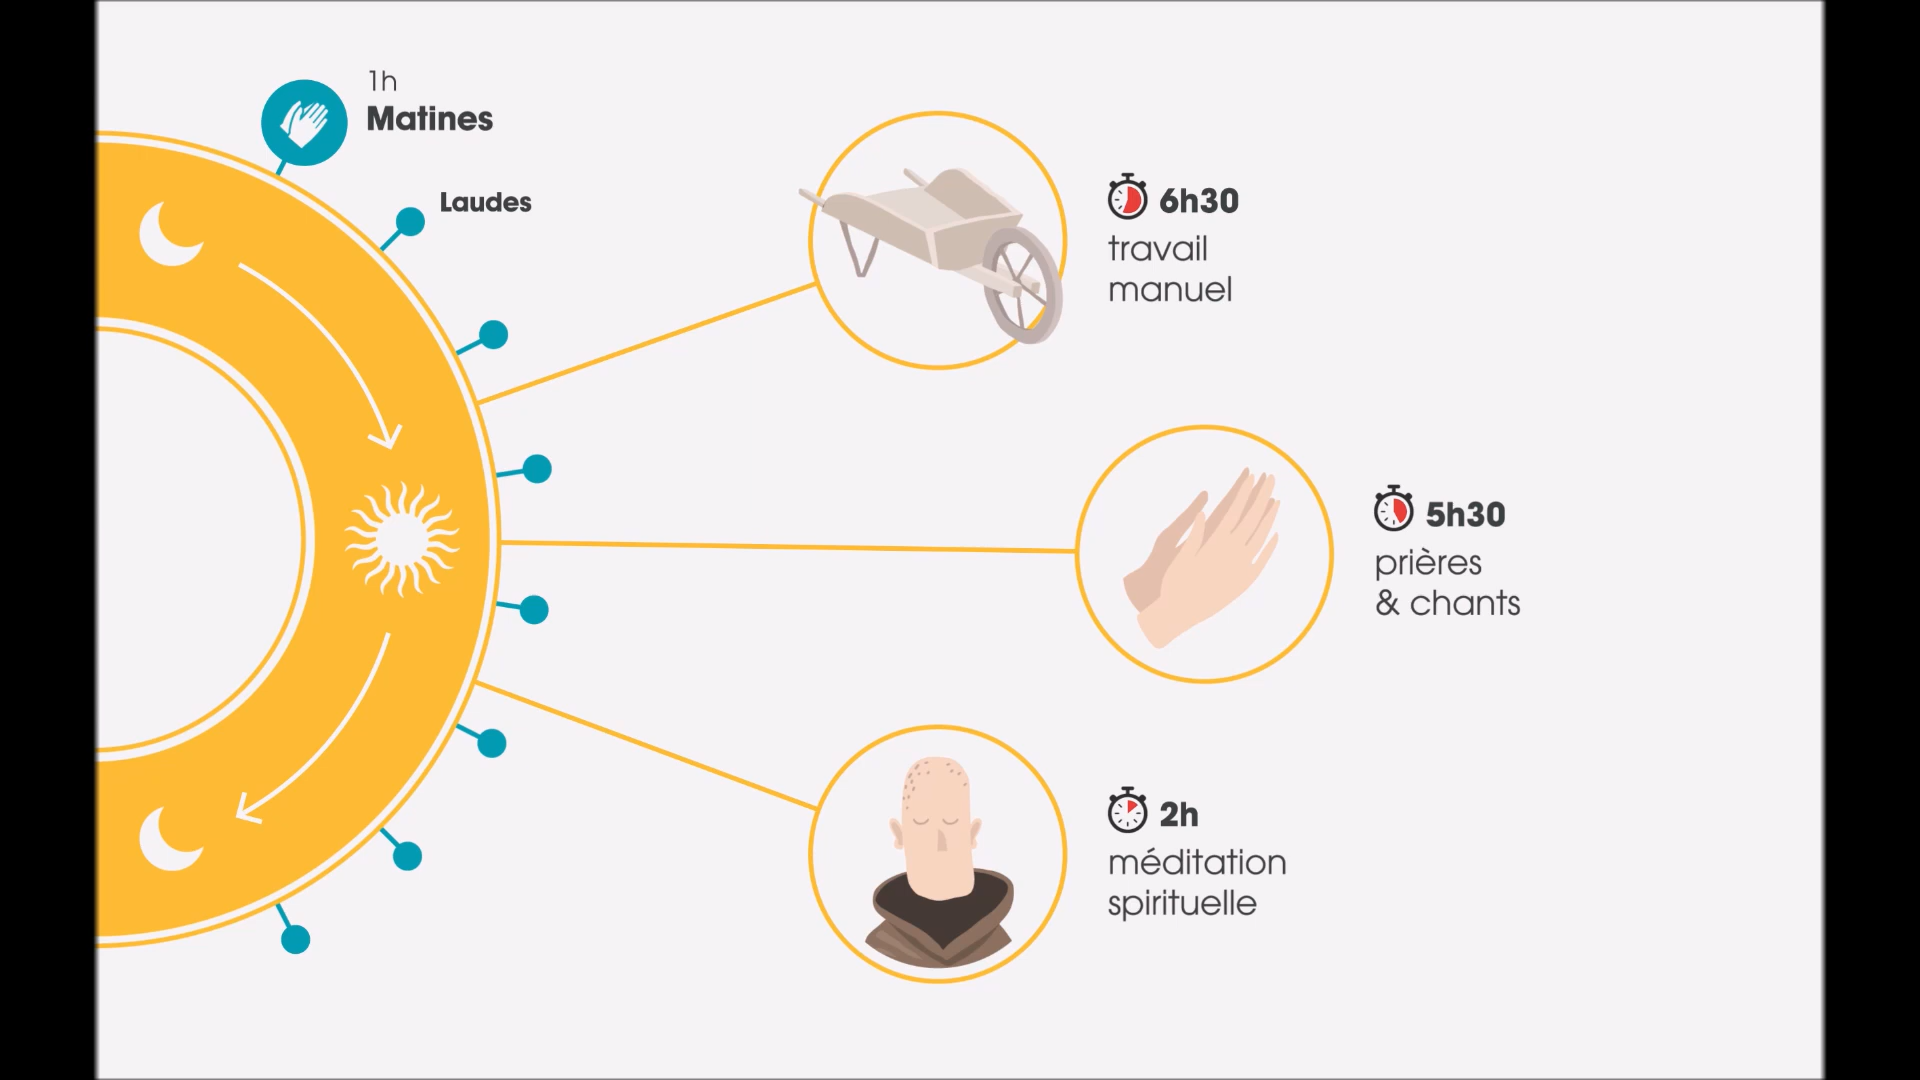 1h
Matines
Laudes
6h30
travail
manuel
5h30
prières
& chants
2h
méditation
spirituelle